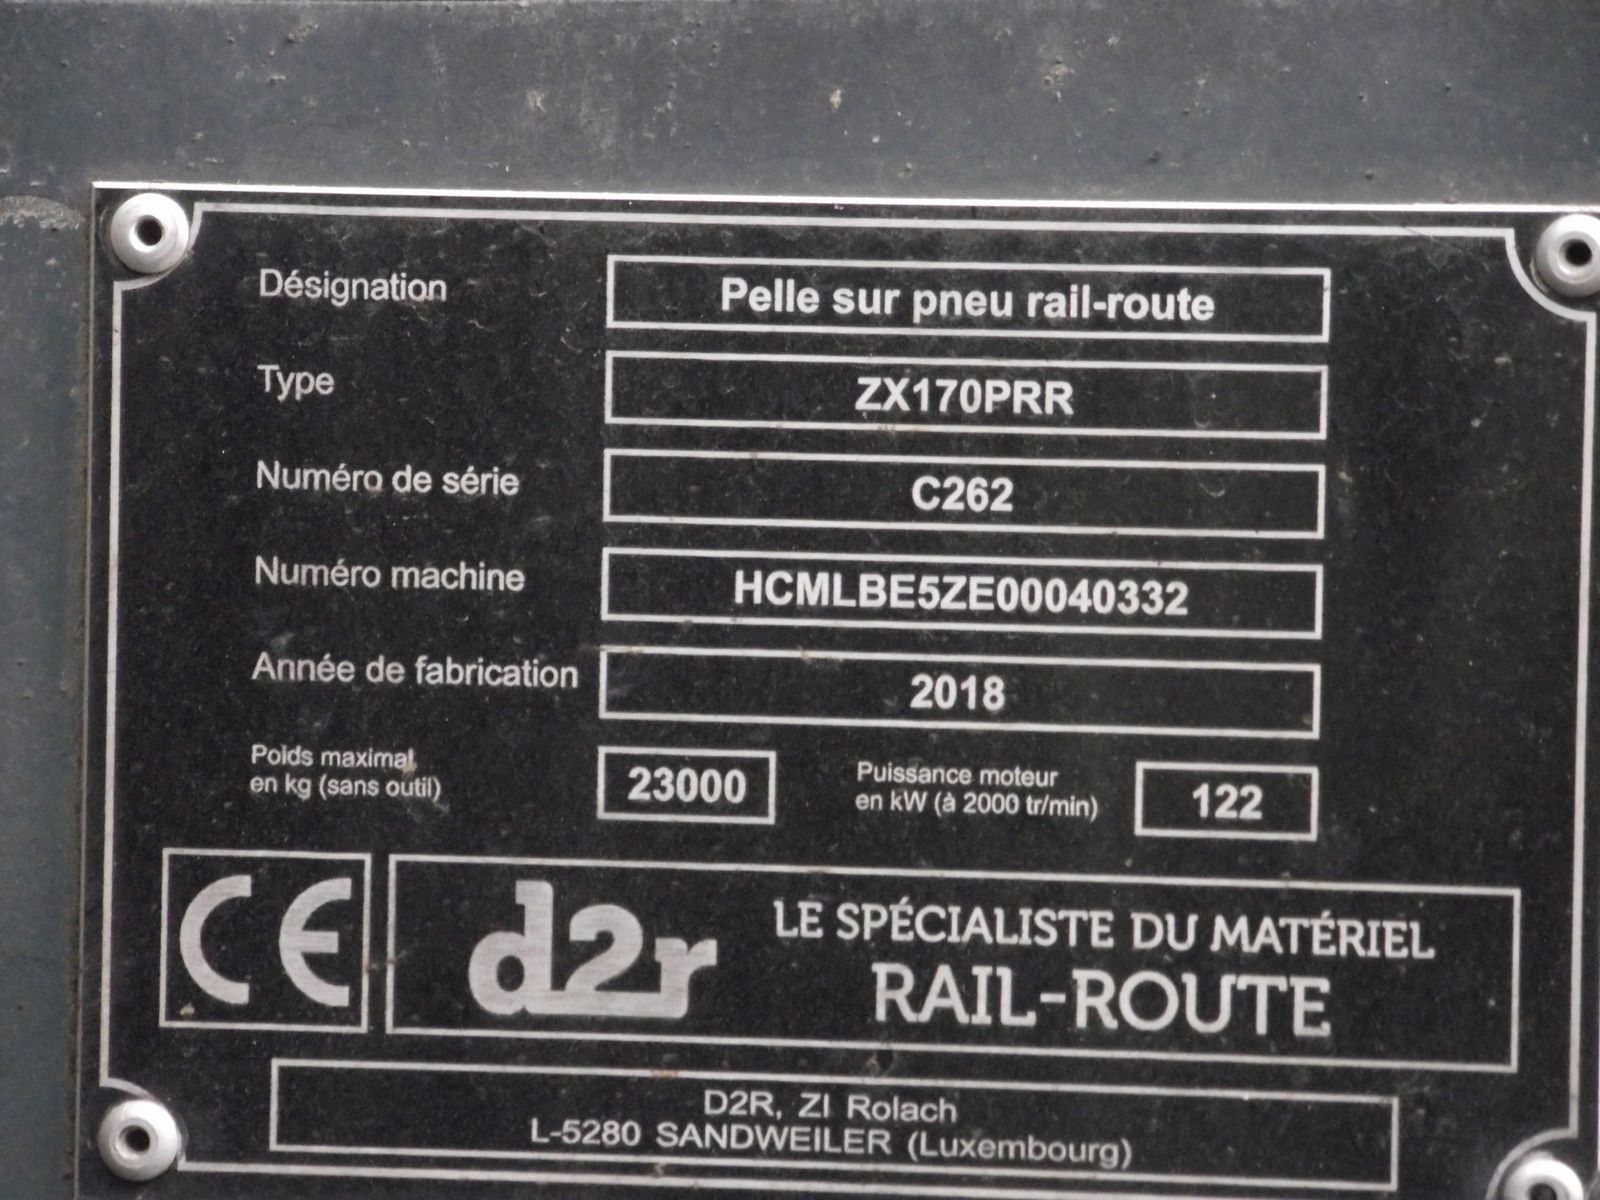 Désignation Pelle sur pneu rail-route
Type ZX170PRR
Numéro de série C262
Numéro machine HCMLBE5ZE00040332
Année de fabrication 2018
Poids maximal
en kg (sans outil) 23000
Puissance moteur
en kW (à 2000 tr/min) 122
CE
d2r
LE SPÉCIALISTE DU MATÉRIEL
RAIL-ROUTE
D2R, ZI Rolach
L-5280 SANDWEILER (Luxembourg)